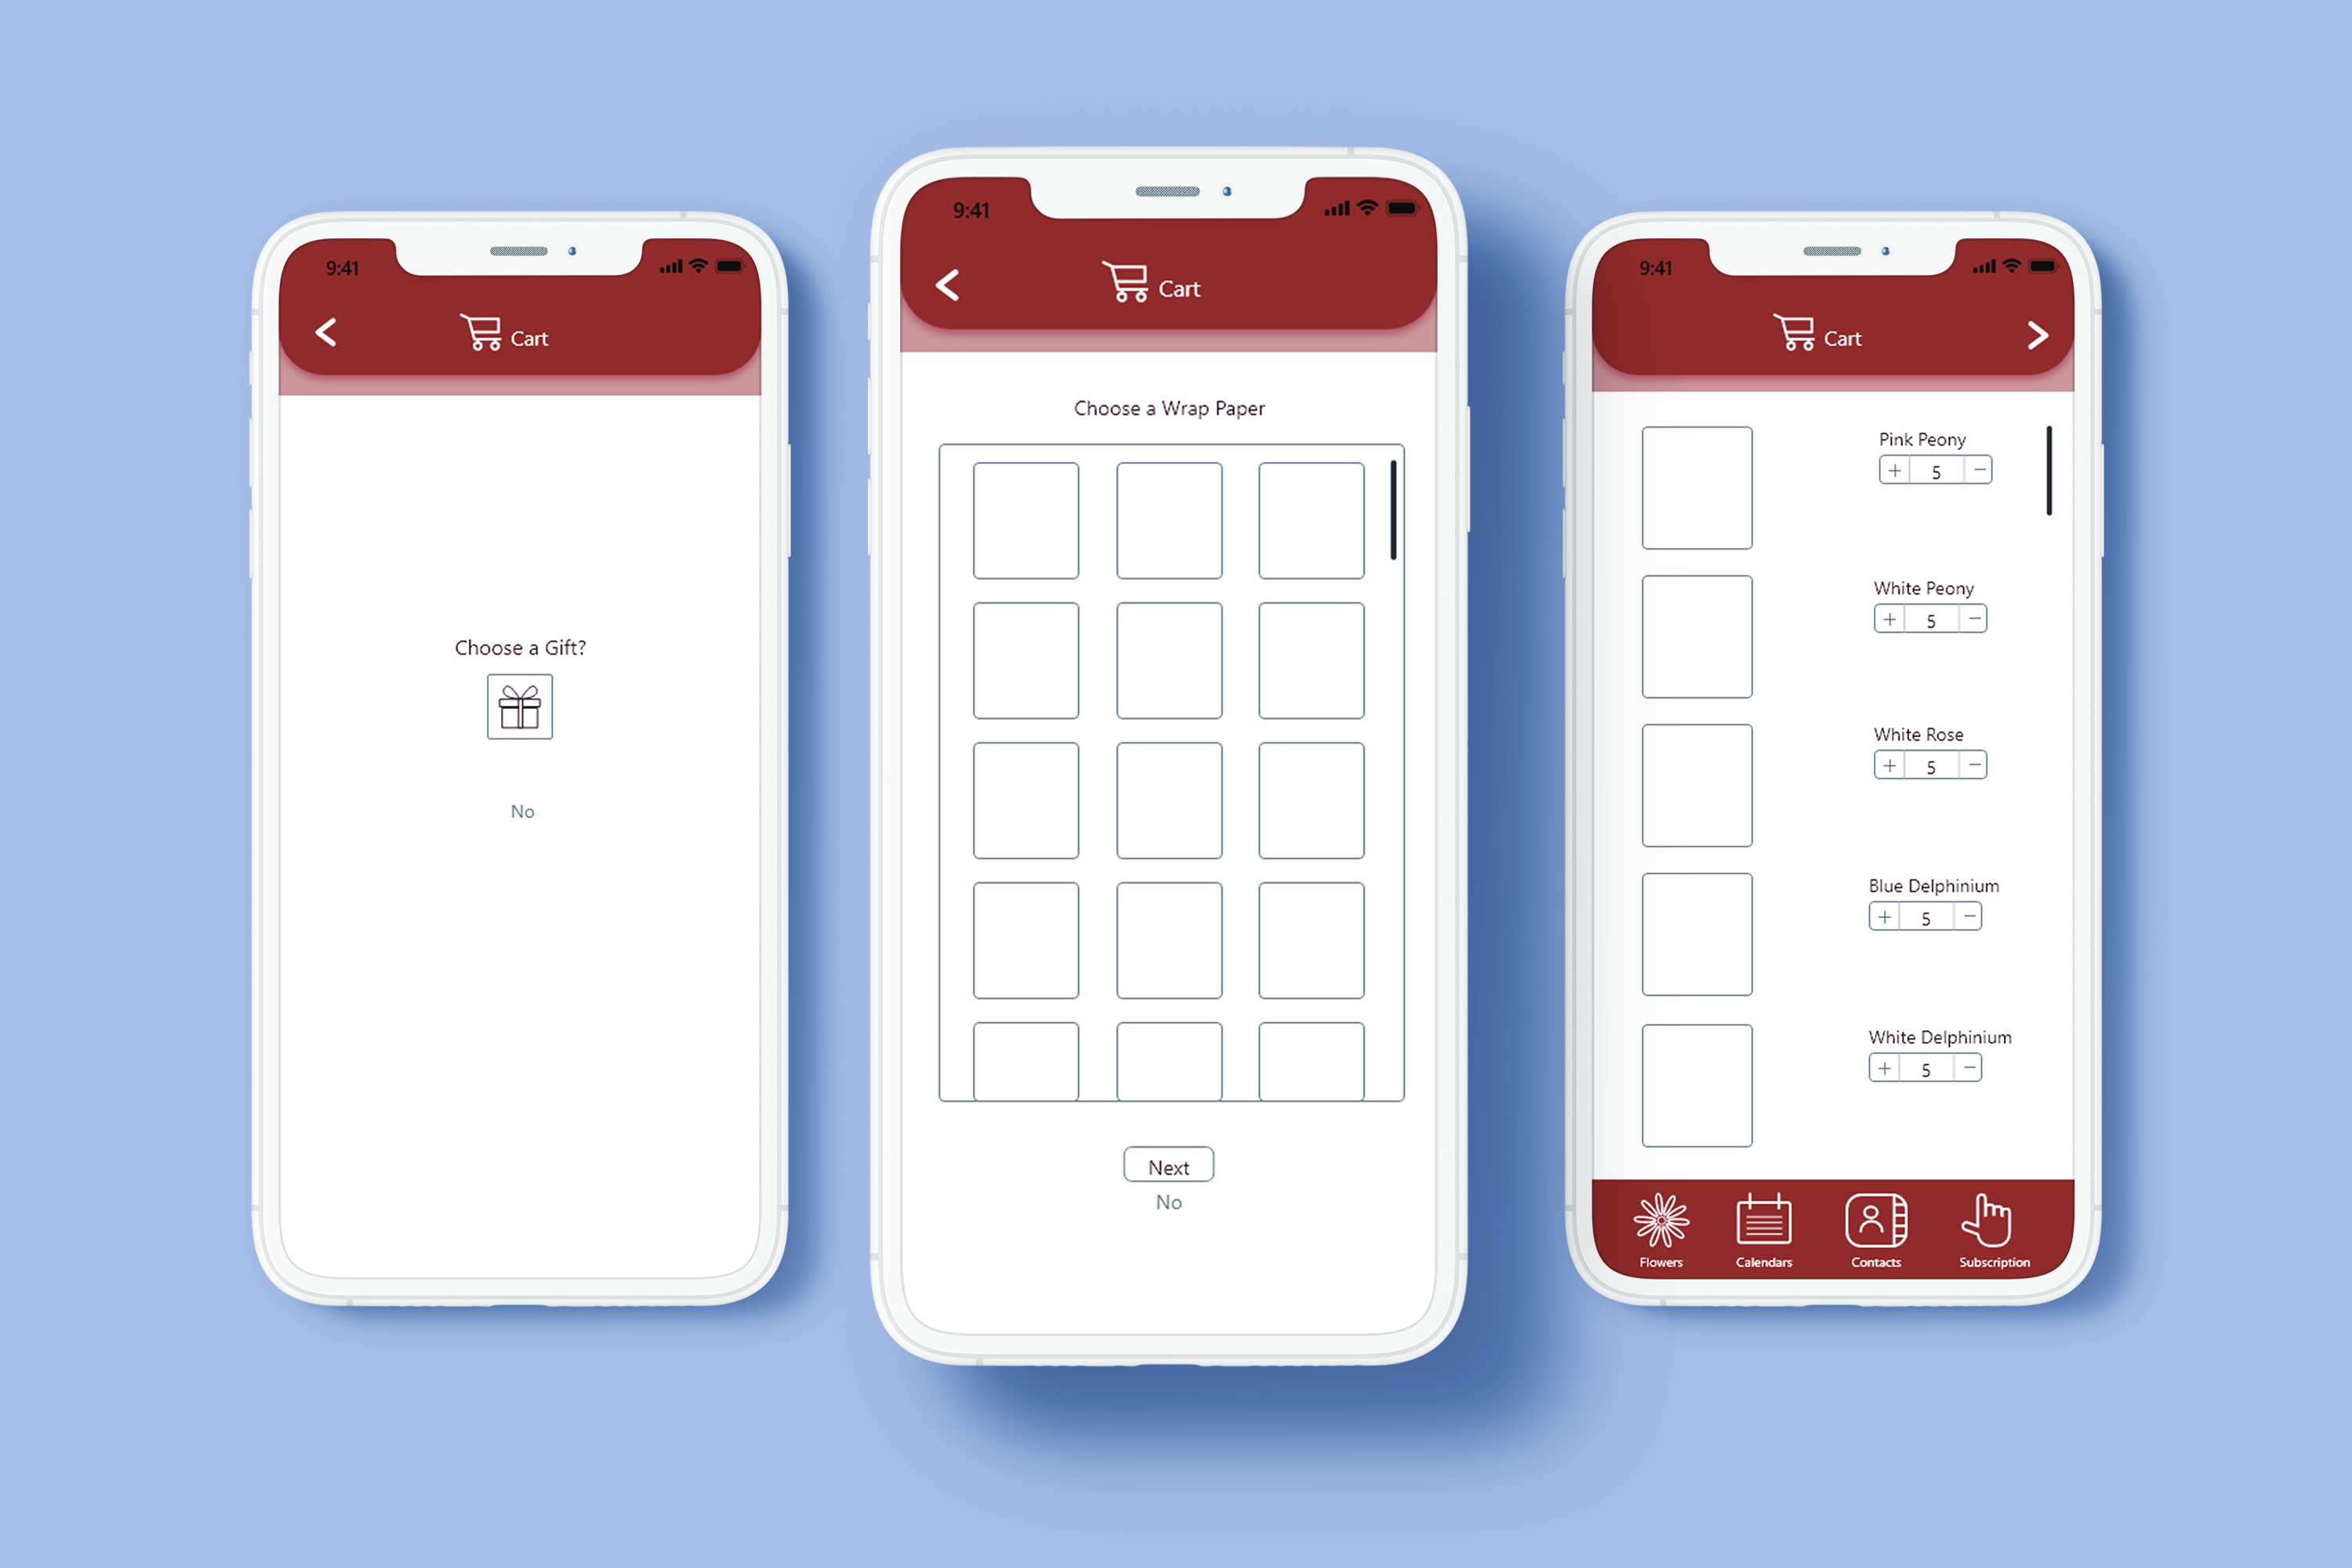 9:41
Cart
Choose a Gift?
No
9:41
Cart
Choose a Wrap Paper
Next
No
9:41
Cart
Pink Peony
+ 5 −
White Peony
+ 5 −
White Rose
+ 5 −
Blue Delphinium
+ 5 −
White Delphinium
+ 5 −
Flowers Calendars Contacts Subscription